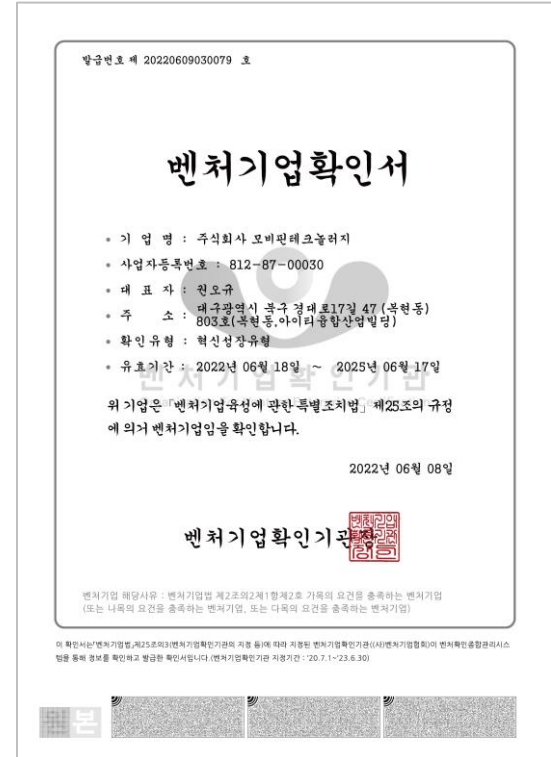 발급번호 제 20220609030079 호
벤처기업확인서
기 업 명 : 주식회사 모비핀테크놀러지
사업자등록번호 : 812-87-00030
대 표 자 : 권오규
주 소 : 대구광역시 북구 경대로17길 47 (복현동)
803호(복현동,아이티융합산업빌딩)
확인유형 : 혁신성장유형
유효기간 : 2022년 06월 18일 ~ 2025년 06월 17일
벤처기업확인기관
위 기업은 「벤처기업육성에 관한 특별조치법」 제25조의 규정
에 의거 벤처기업임을 확인합니다.
2022년 06월 08일
벤처기업확인기관장
벤처기업 해당사유 : 벤처기업법 제2조의2제1항제2호 가목의 요건을 충족하는 벤처기업
(또는 나목의 요건을 충족하는 벤처기업, 또는 다목의 요건을 충족하는 벤처기업)
이 확인서는「벤처기업법」제25조의3(벤처기업확인기관의 지정 등)에 따라 지정된 벤처기업확인기관((사)벤처기업협회)이 벤처확인종합관리시스
템을 통해 정보를 확인하고 발급한 확인서입니다.(벤처기업확인기관 지정기간 : '20.7.1~'23.6.30)
본